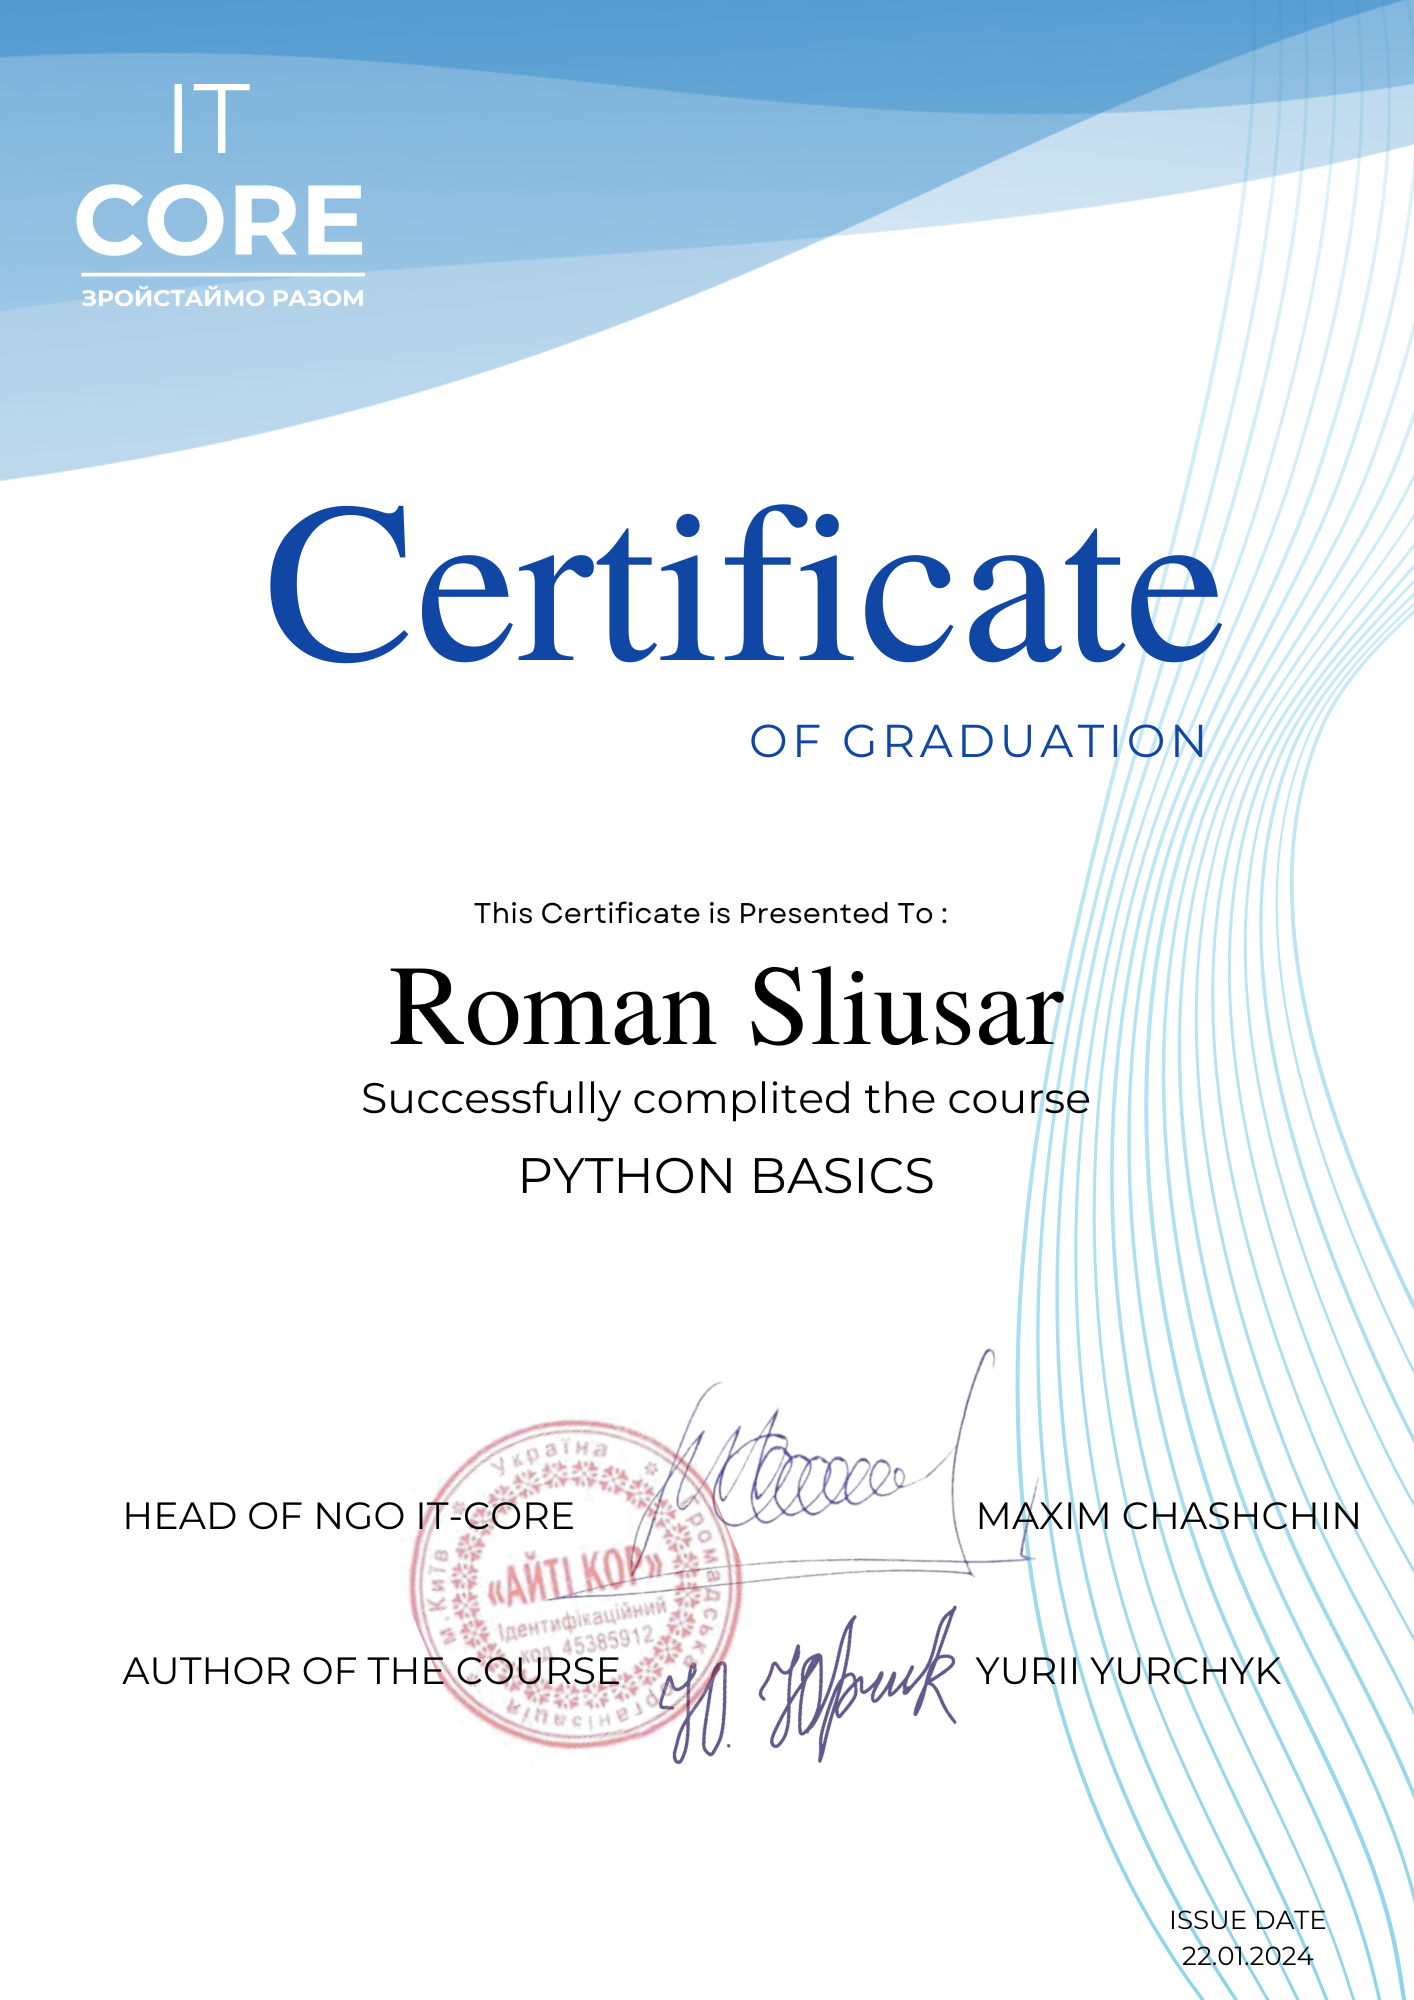 IT
CORE
ЗРОЙСТАЙМО РАЗОМ
Certificate
OF GRADUATION
This Certificate is Presented To :
Roman Sliusar
Successfully complited the course
PYTHON BASICS
HEAD OF NGO IT-CORE
MAXIM CHASHCHIN
Україна
м.Київ
Громадська організація
«АЙТІ КОР»
Ідентифікаційний
код 45385912
AUTHOR OF THE COURSE
Ю. Юрчик
YURII YURCHYK
ISSUE DATE
22.01.2024